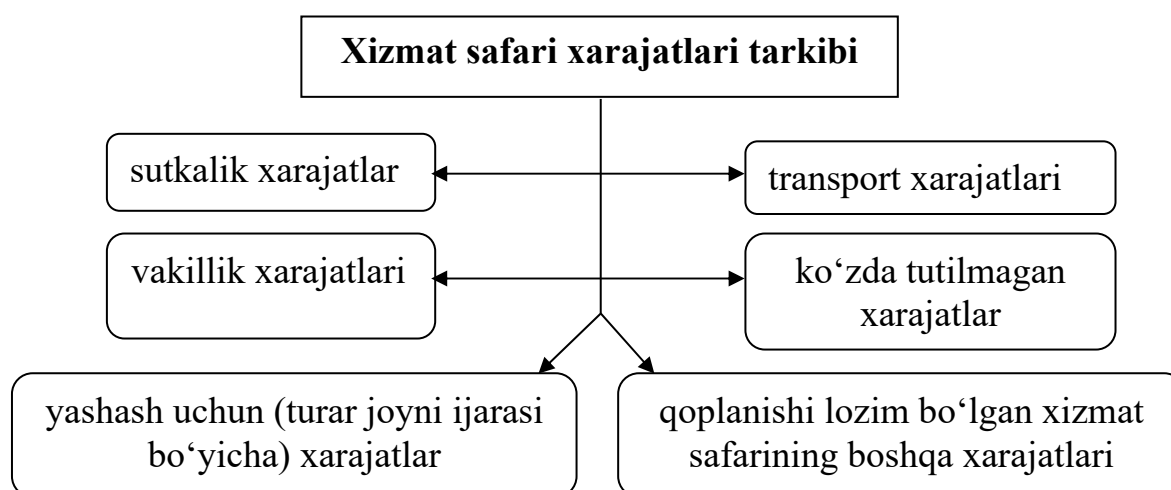 Xizmat safari xarajatlari tarkibi
sutkalik xarajatlar
transport xarajatlari
vakillik xarajatlari
ko‘zda tutilmagan
xarajatlar
yashash uchun (turar joyni ijarasi
bo‘yicha) xarajatlar
qoplanishi lozim bo‘lgan xizmat
safarining boshqa xarajatlari